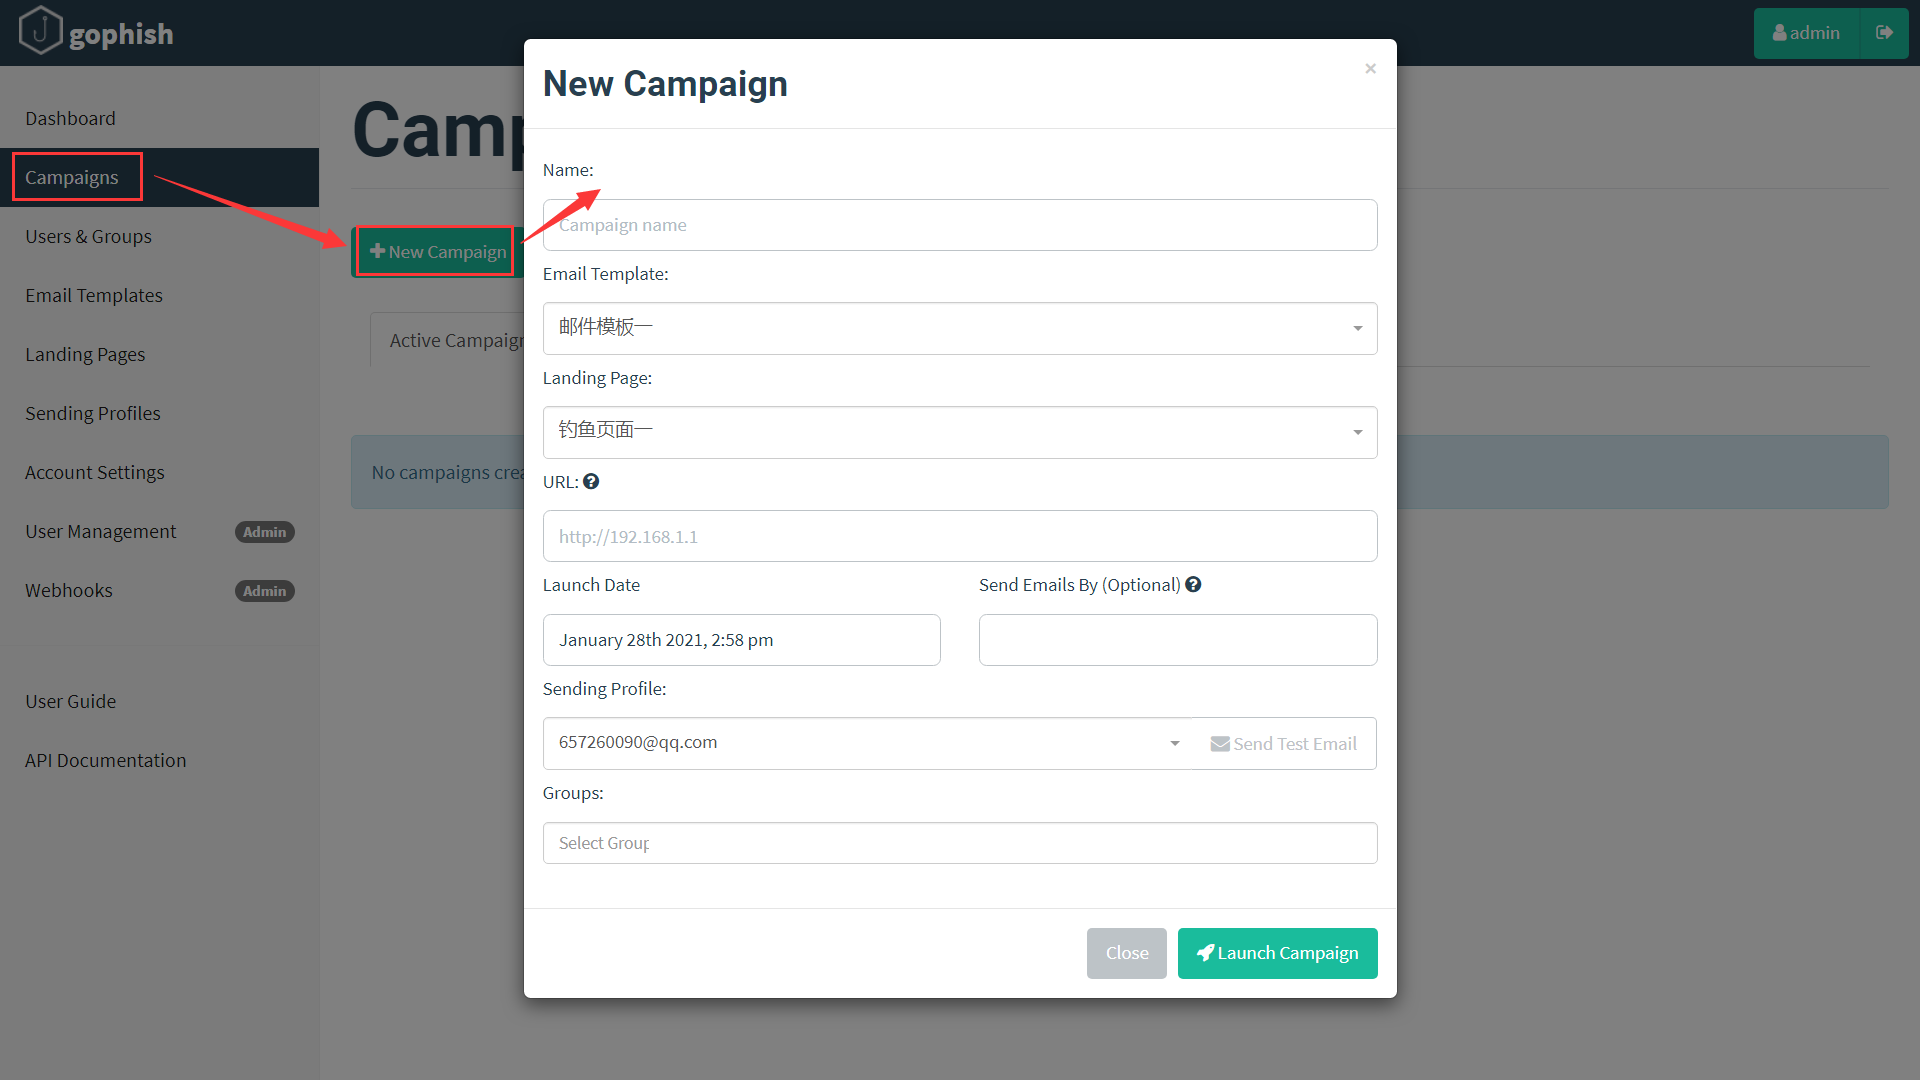 gophish
admin
Dashboard
Campaigns
Users & Groups
Email Templates
Landing Pages
Sending Profiles
Account Settings
User Management Admin
Webhooks Admin
User Guide
API Documentation
Camp
New Campaign
Active Campaign
No campaigns crea
New Campaign
×
Name:
Campaign name
Email Template:
邮件模板一
Landing Page:
钓鱼页面一
URL:
http://192.168.1.1
Launch Date
Send Emails By (Optional)
January 28th 2021, 2:58 pm
Sending Profile:
657260090@qq.com
Send Test Email
Groups:
Select Group
Close
Launch Campaign